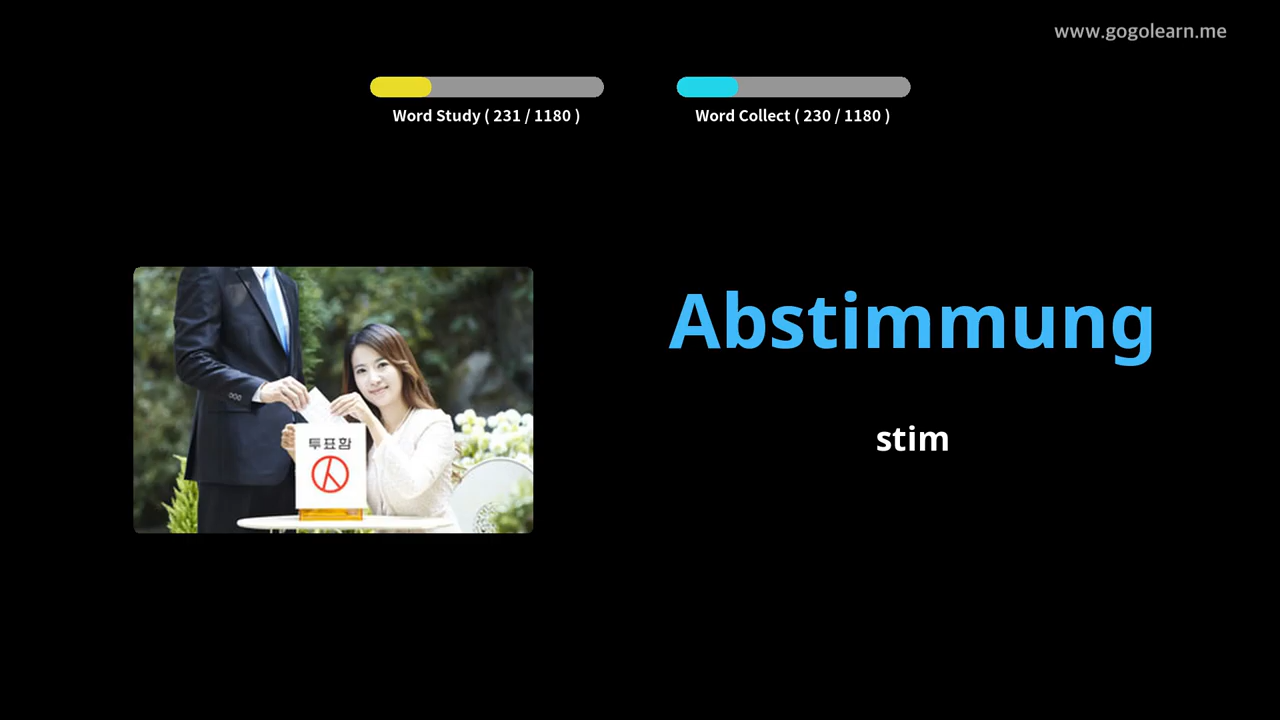 www.gogolearn.me
Word Study ( 231 / 1180 )
Word Collect ( 230 / 1180 )
Abstimmung
stim
투표함